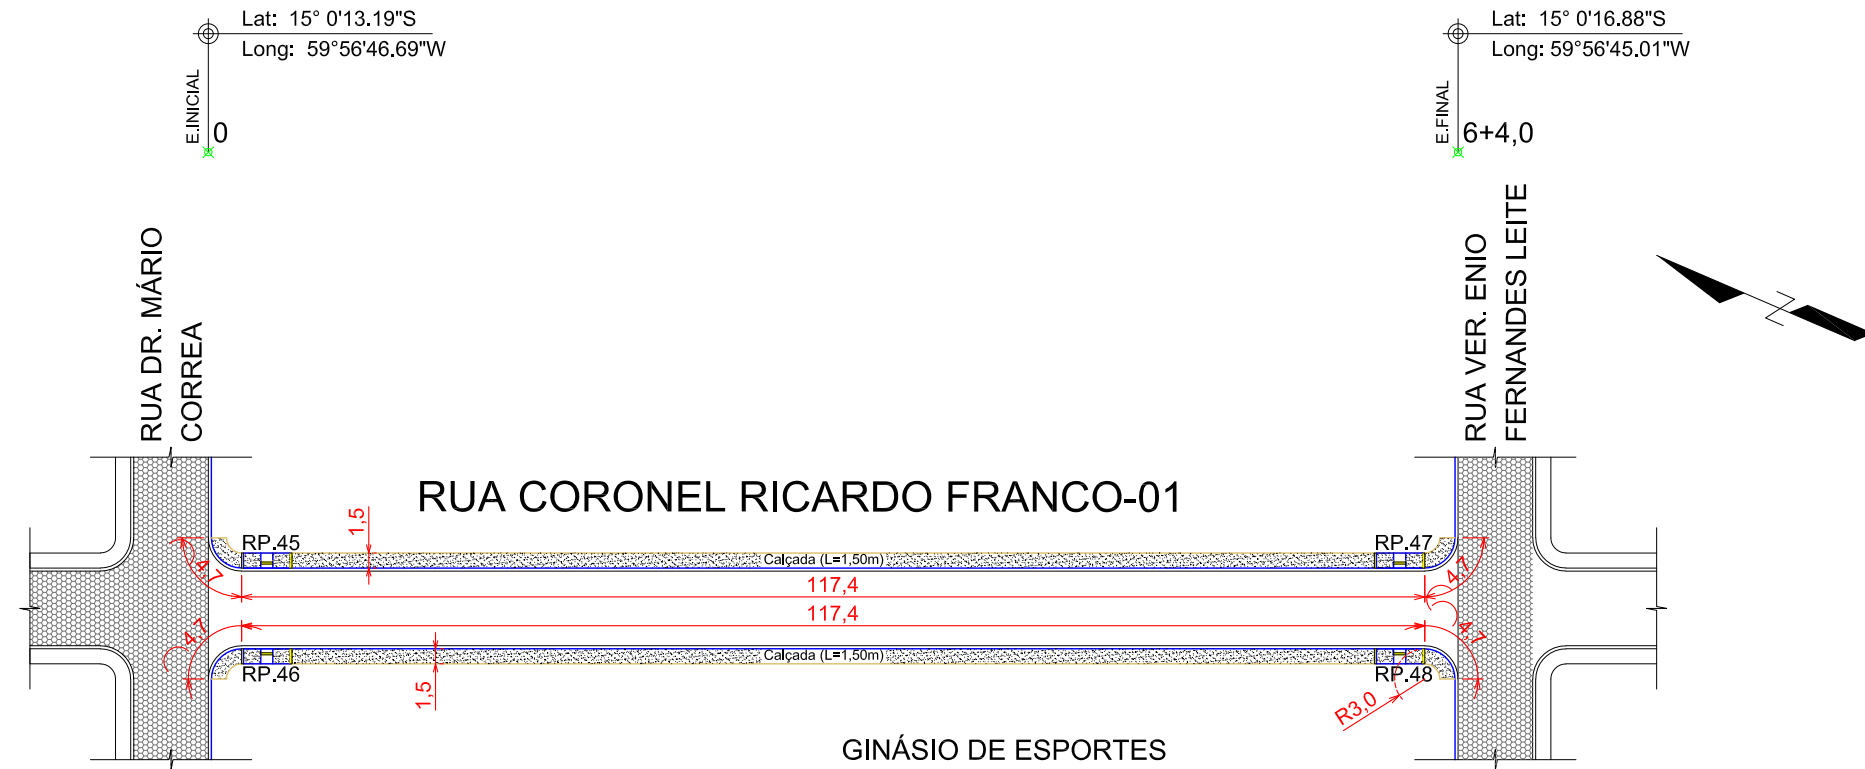 Lat: 15° 0'13.19"S
Long: 59°56'46.69"W
E.INICIAL
0
Lat: 15° 0'16.88"S
Long: 59°56'45.01"W
E.FINAL
6+4,0
RUA DR. MÁRIO
CORREA
RUA VER. ENIO
FERNANDES LEITE
N
RUA CORONEL RICARDO FRANCO-01
1,5
RP.45
RP.47
Calçada (L=1,50m)
4,7
117,4
4,7
117,4
4,7
4,7
Calçada (L=1,50m)
RP.46
RP.48
1,5
R3,0
GINÁSIO DE ESPORTES